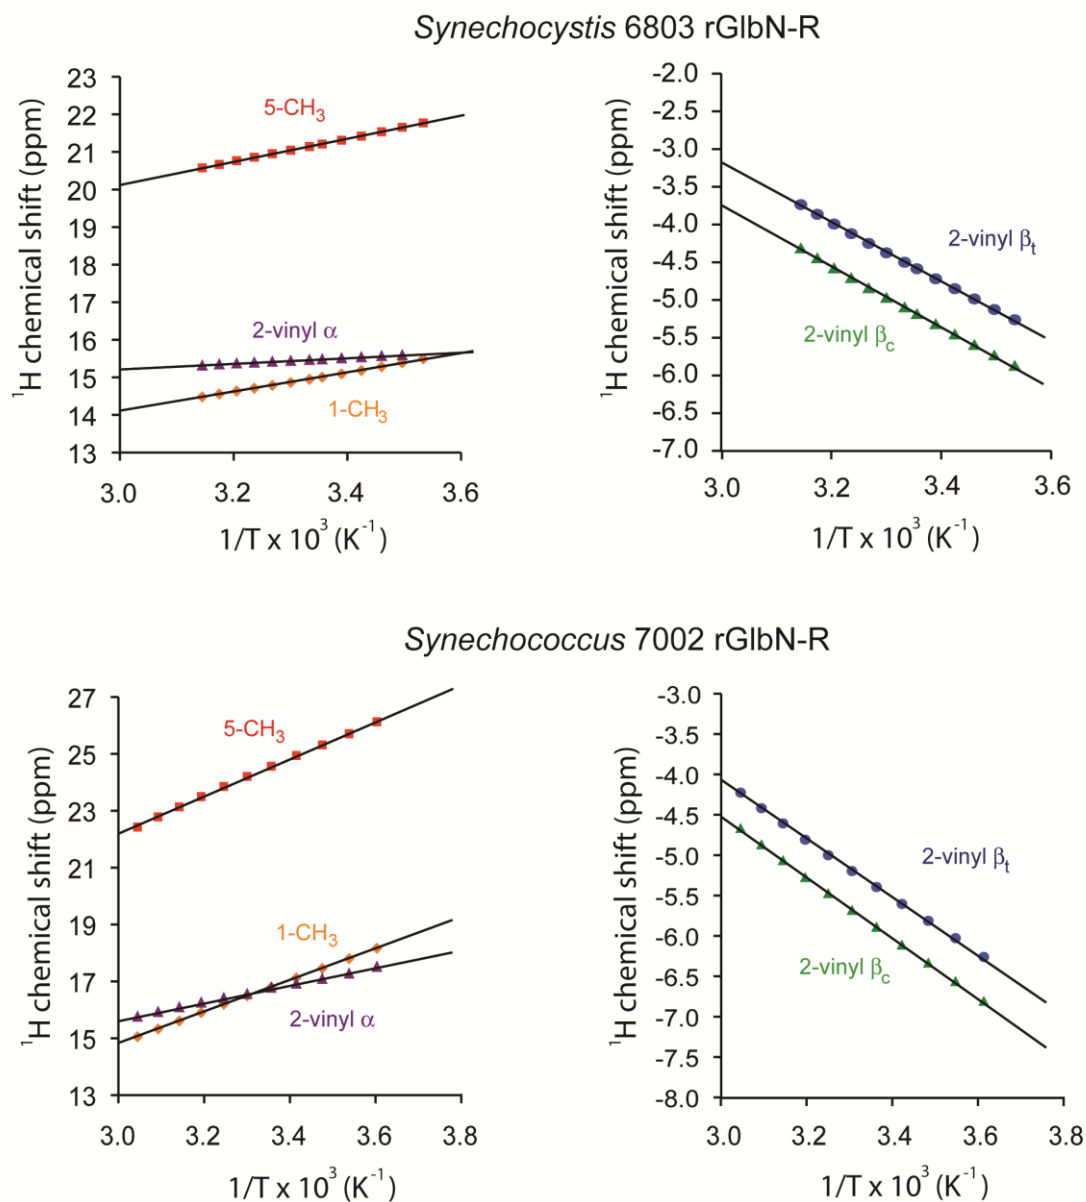 Synechocystis 6803 rGlbN-R
23
22
21
20
19
18
17
16
15
14
13
¹H chemical shift (ppm)
5-CH₃
2-vinyl α
1-CH₃
3.0 3.2 3.4 3.6
1/T x 10³ (K⁻¹)
-2.0
-2.5
-3.0
-3.5
-4.0
-4.5
-5.0
-5.5
-6.0
-6.5
-7.0
¹H chemical shift (ppm)
2-vinyl βt
2-vinyl βc
3.0 3.2 3.4 3.6
1/T x 10³ (K⁻¹)
Synechococcus 7002 rGlbN-R
27
25
23
21
19
17
15
13
¹H chemical shift (ppm)
5-CH₃
1-CH₃
2-vinyl α
3.0 3.2 3.4 3.6 3.8
1/T x 10³ (K⁻¹)
-3.0
-3.5
-4.0
-4.5
-5.0
-5.5
-6.0
-6.5
-7.0
-7.5
-8.0
¹H chemical shift (ppm)
2-vinyl βt
2-vinyl βc
3.0 3.2 3.4 3.6 3.8
1/T x 10³ (K⁻¹)